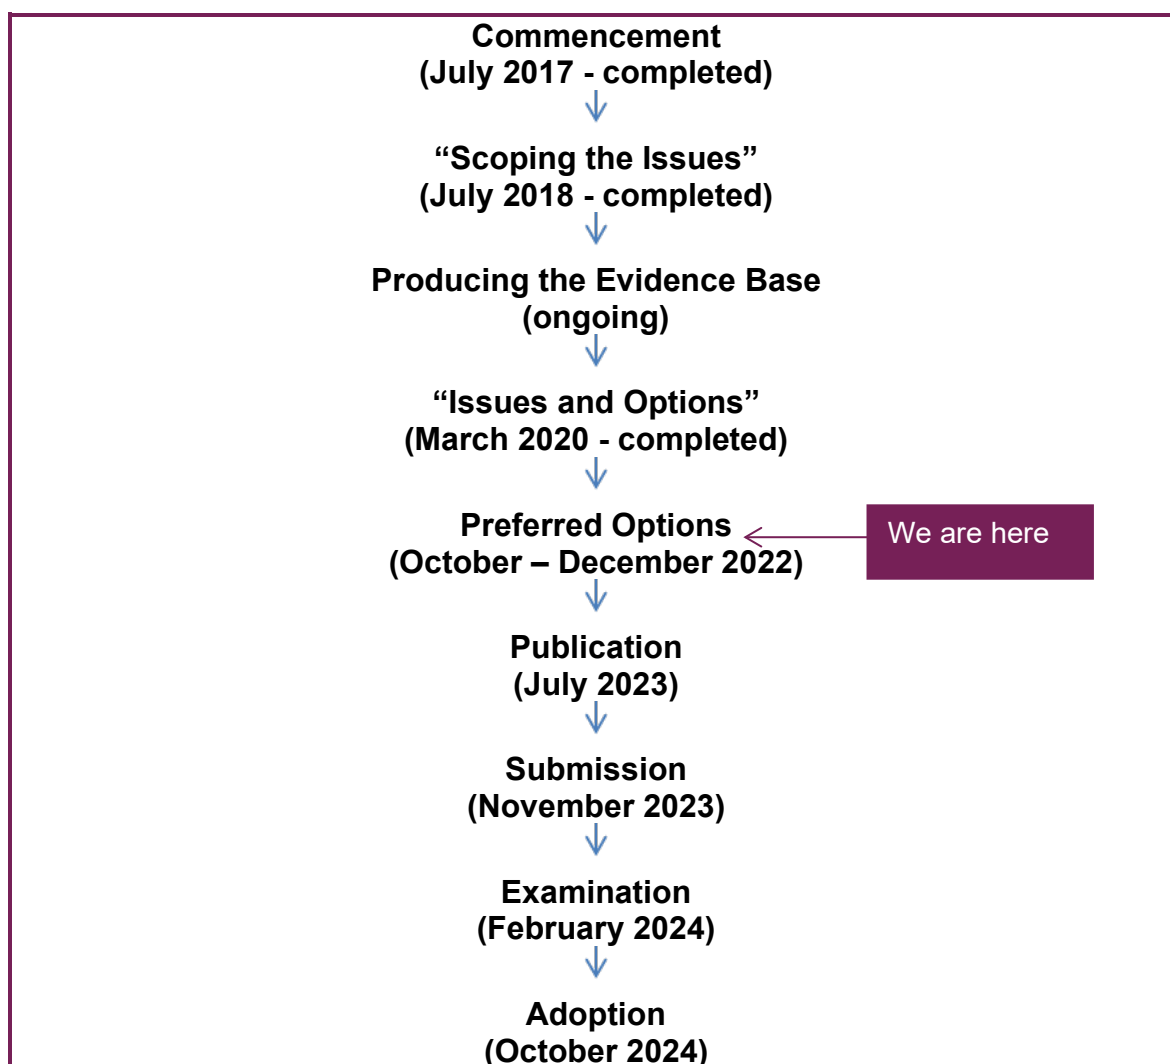 Commencement
(July 2017 - completed)
“Scoping the Issues”
(July 2018 - completed)
Producing the Evidence Base
(ongoing)
“Issues and Options”
(March 2020 - completed)
Preferred Options
(October – December 2022)
We are here
Publication
(July 2023)
Submission
(November 2023)
Examination
(February 2024)
Adoption
(October 2024)